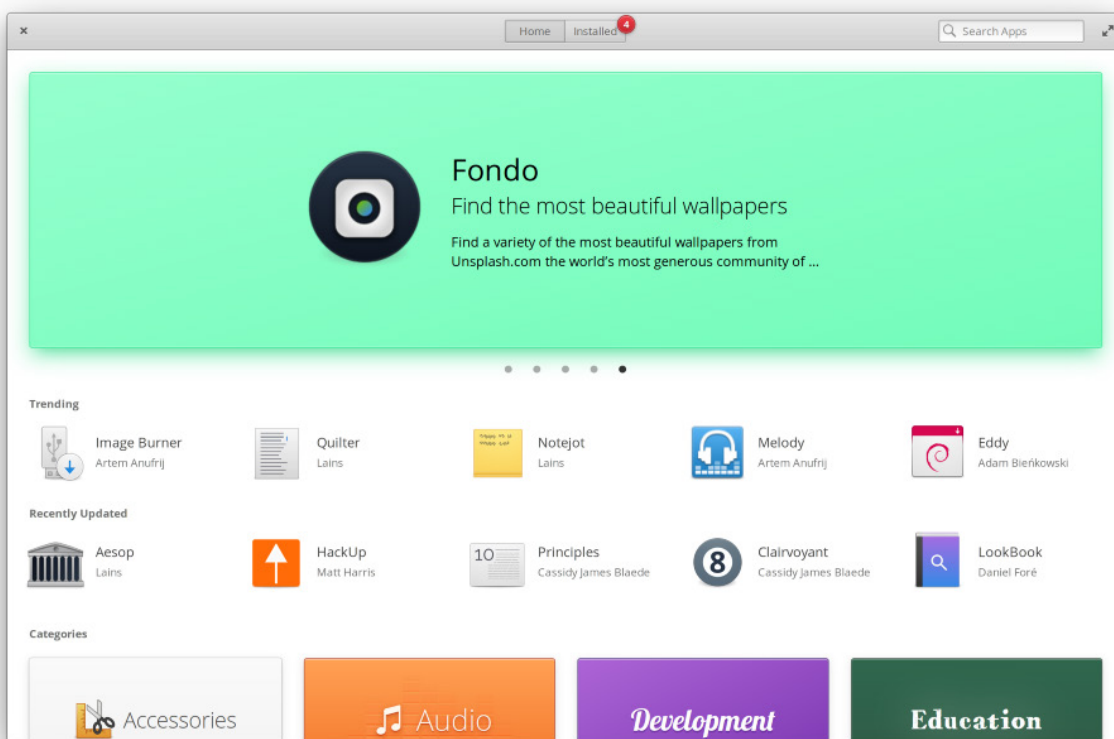 Home
Installed
4
Search Apps
Fondo
Find the most beautiful wallpapers
Find a variety of the most beautiful wallpapers from
Unsplash.com the world’s most generous community of ...
Trending
Image Burner
Artem Anufrij
Quilter
Lains
Notejot
Lains
Melody
Artem Anufrij
Eddy
Adam Bieńkowski
Recently Updated
Aesop
Lains
HackUp
Matt Harris
10
Principles
Cassidy James Blaede
8
Clairvoyant
Cassidy James Blaede
LookBook
Daniel Foré
Categories
Accessories
Audio
Development
Education